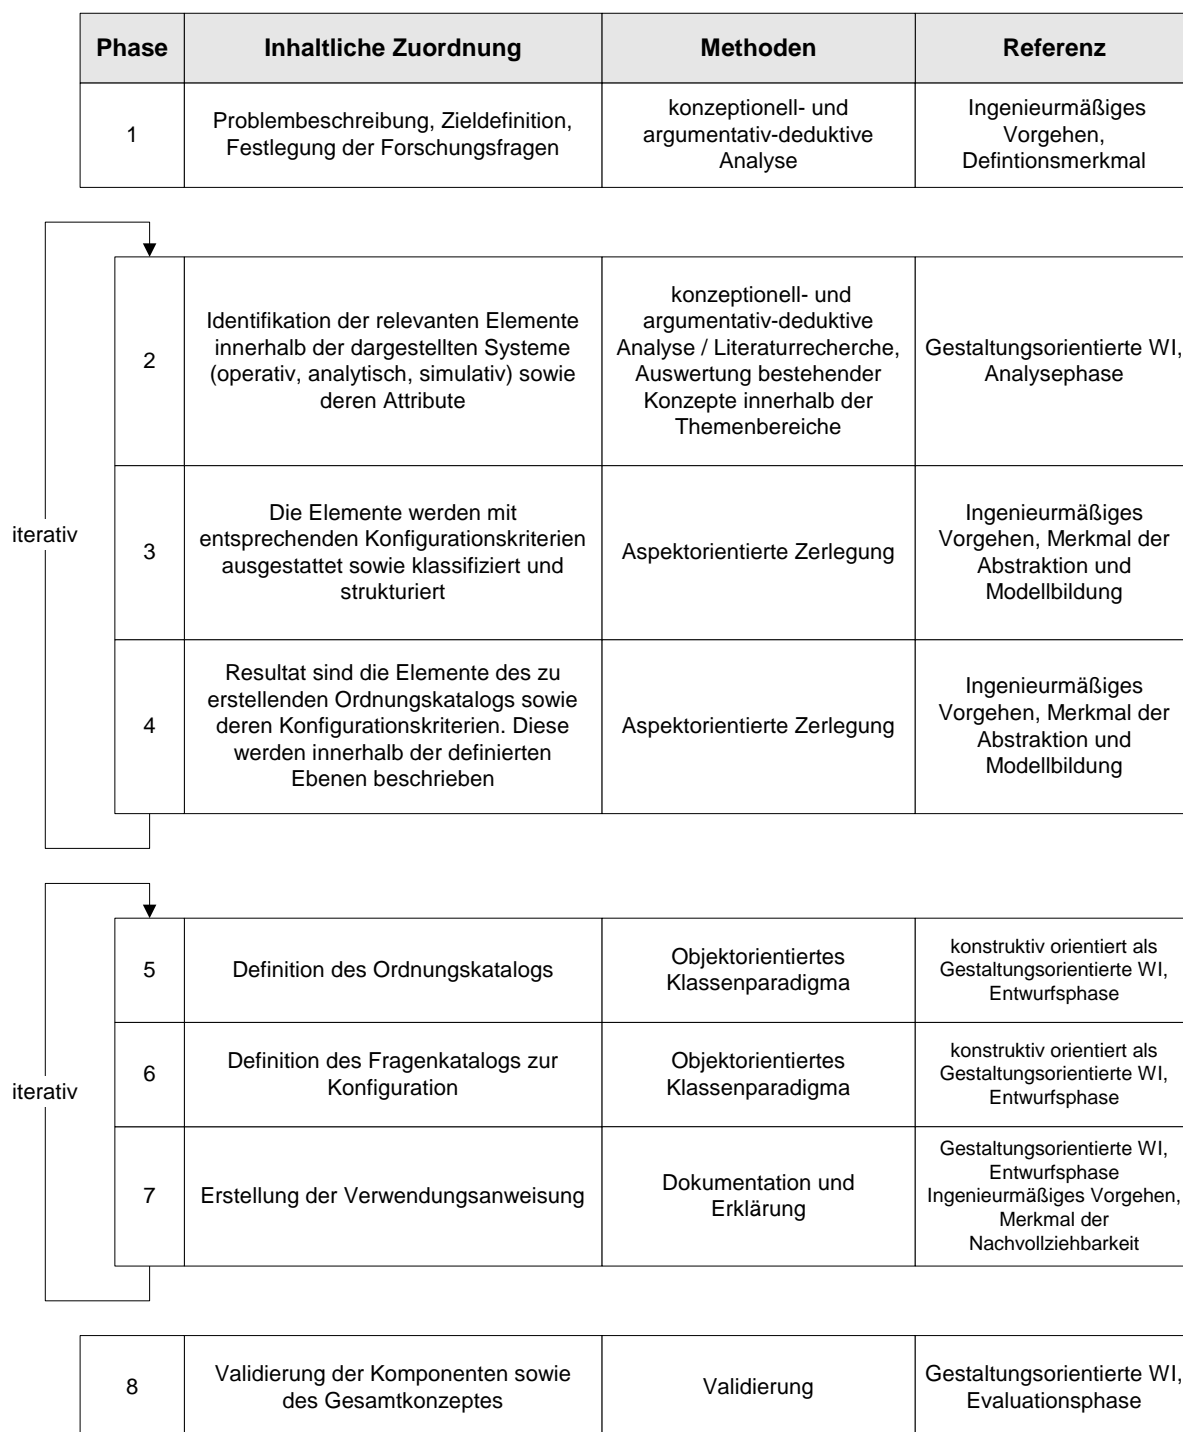 Phase
Inhaltliche Zuordnung
Methoden
Referenz
1
Problembeschreibung, Zieldefinition,
Festlegung der Forschungsfragen
konzeptionell- und
argumentativ-deduktive
Analyse
Ingenieurmäßiges
Vorgehen,
Defintionsmerkmal
iterativ
2
Identifikation der relevanten Elemente
innerhalb der dargestellten Systeme
(operativ, analytisch, simulativ) sowie
deren Attribute
konzeptionell- und
argumentativ-deduktive
Analyse / Literaturrecherche,
Auswertung bestehender
Konzepte innerhalb der
Themenbereiche
Gestaltungsorientierte WI,
Analysephase
3
Die Elemente werden mit
entsprechenden Konfigurationskriterien
ausgestattet sowie klassifiziert und
strukturiert
Aspektorientierte Zerlegung
Ingenieurmäßiges
Vorgehen, Merkmal der
Abstraktion und
Modellbildung
4
Resultat sind die Elemente des zu
erstellenden Ordnungskatalogs sowie
deren Konfigurationskriterien. Diese
werden innerhalb der definierten
Ebenen beschrieben
Aspektorientierte Zerlegung
Ingenieurmäßiges
Vorgehen, Merkmal der
Abstraktion und
Modellbildung
iterativ
5
Definition des Ordnungskatalogs
Objektorientiertes
Klassenparadigma
konstruktiv orientiert als
Gestaltungsorientierte WI,
Entwurfsphase
6
Definition des Fragenkatalogs zur
Konfiguration
Objektorientiertes
Klassenparadigma
konstruktiv orientiert als
Gestaltungsorientierte WI,
Entwurfsphase
7
Erstellung der Verwendungsanweisung
Dokumentation und
Erklärung
Gestaltungsorientierte WI,
Entwurfsphase
Ingenieurmäßiges Vorgehen,
Merkmal der
Nachvollziehbarkeit
8
Validierung der Komponenten sowie
des Gesamtkonzeptes
Validierung
Gestaltungsorientierte WI,
Evaluationsphase